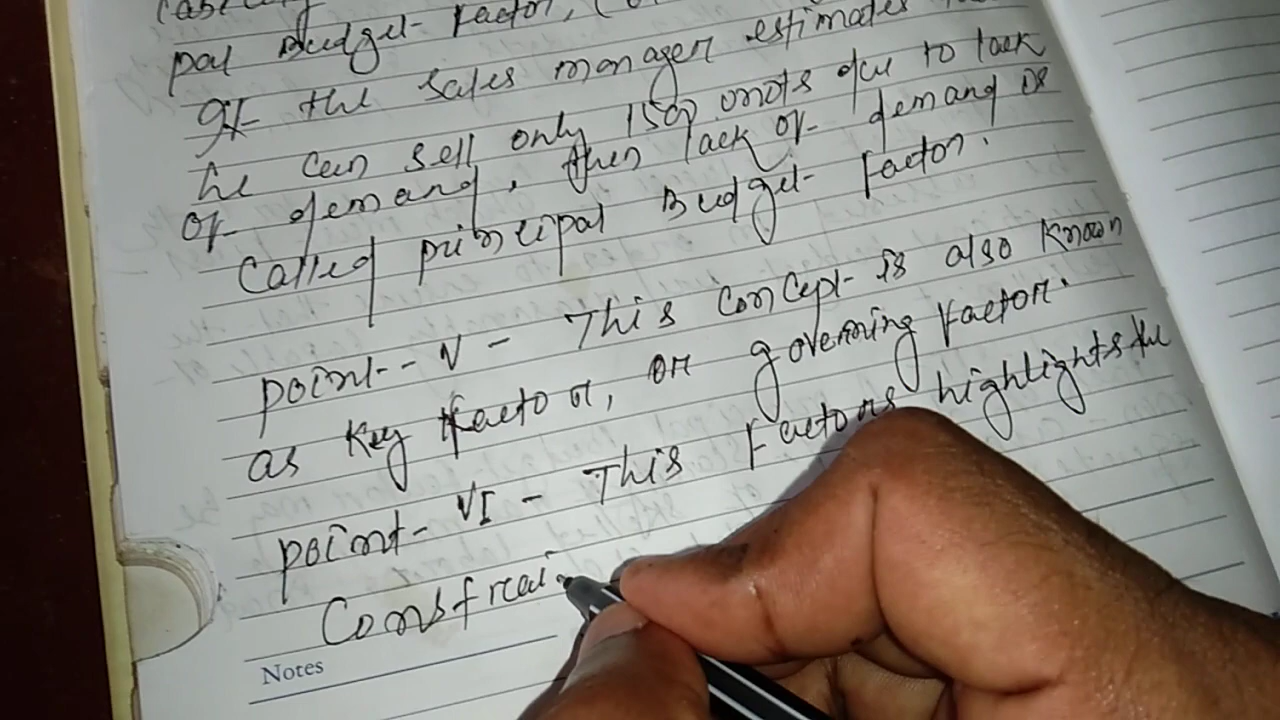 pal Budget Factor,
If the sales manager estimates
he can sell only 1500 units due to lack
of demand, then lack of demand is
called principal Budget Factor.
point-- V - This concept is also known
as key factor, or governing Factor.
point- VI - This Factors highlights the
Constrai
Notes